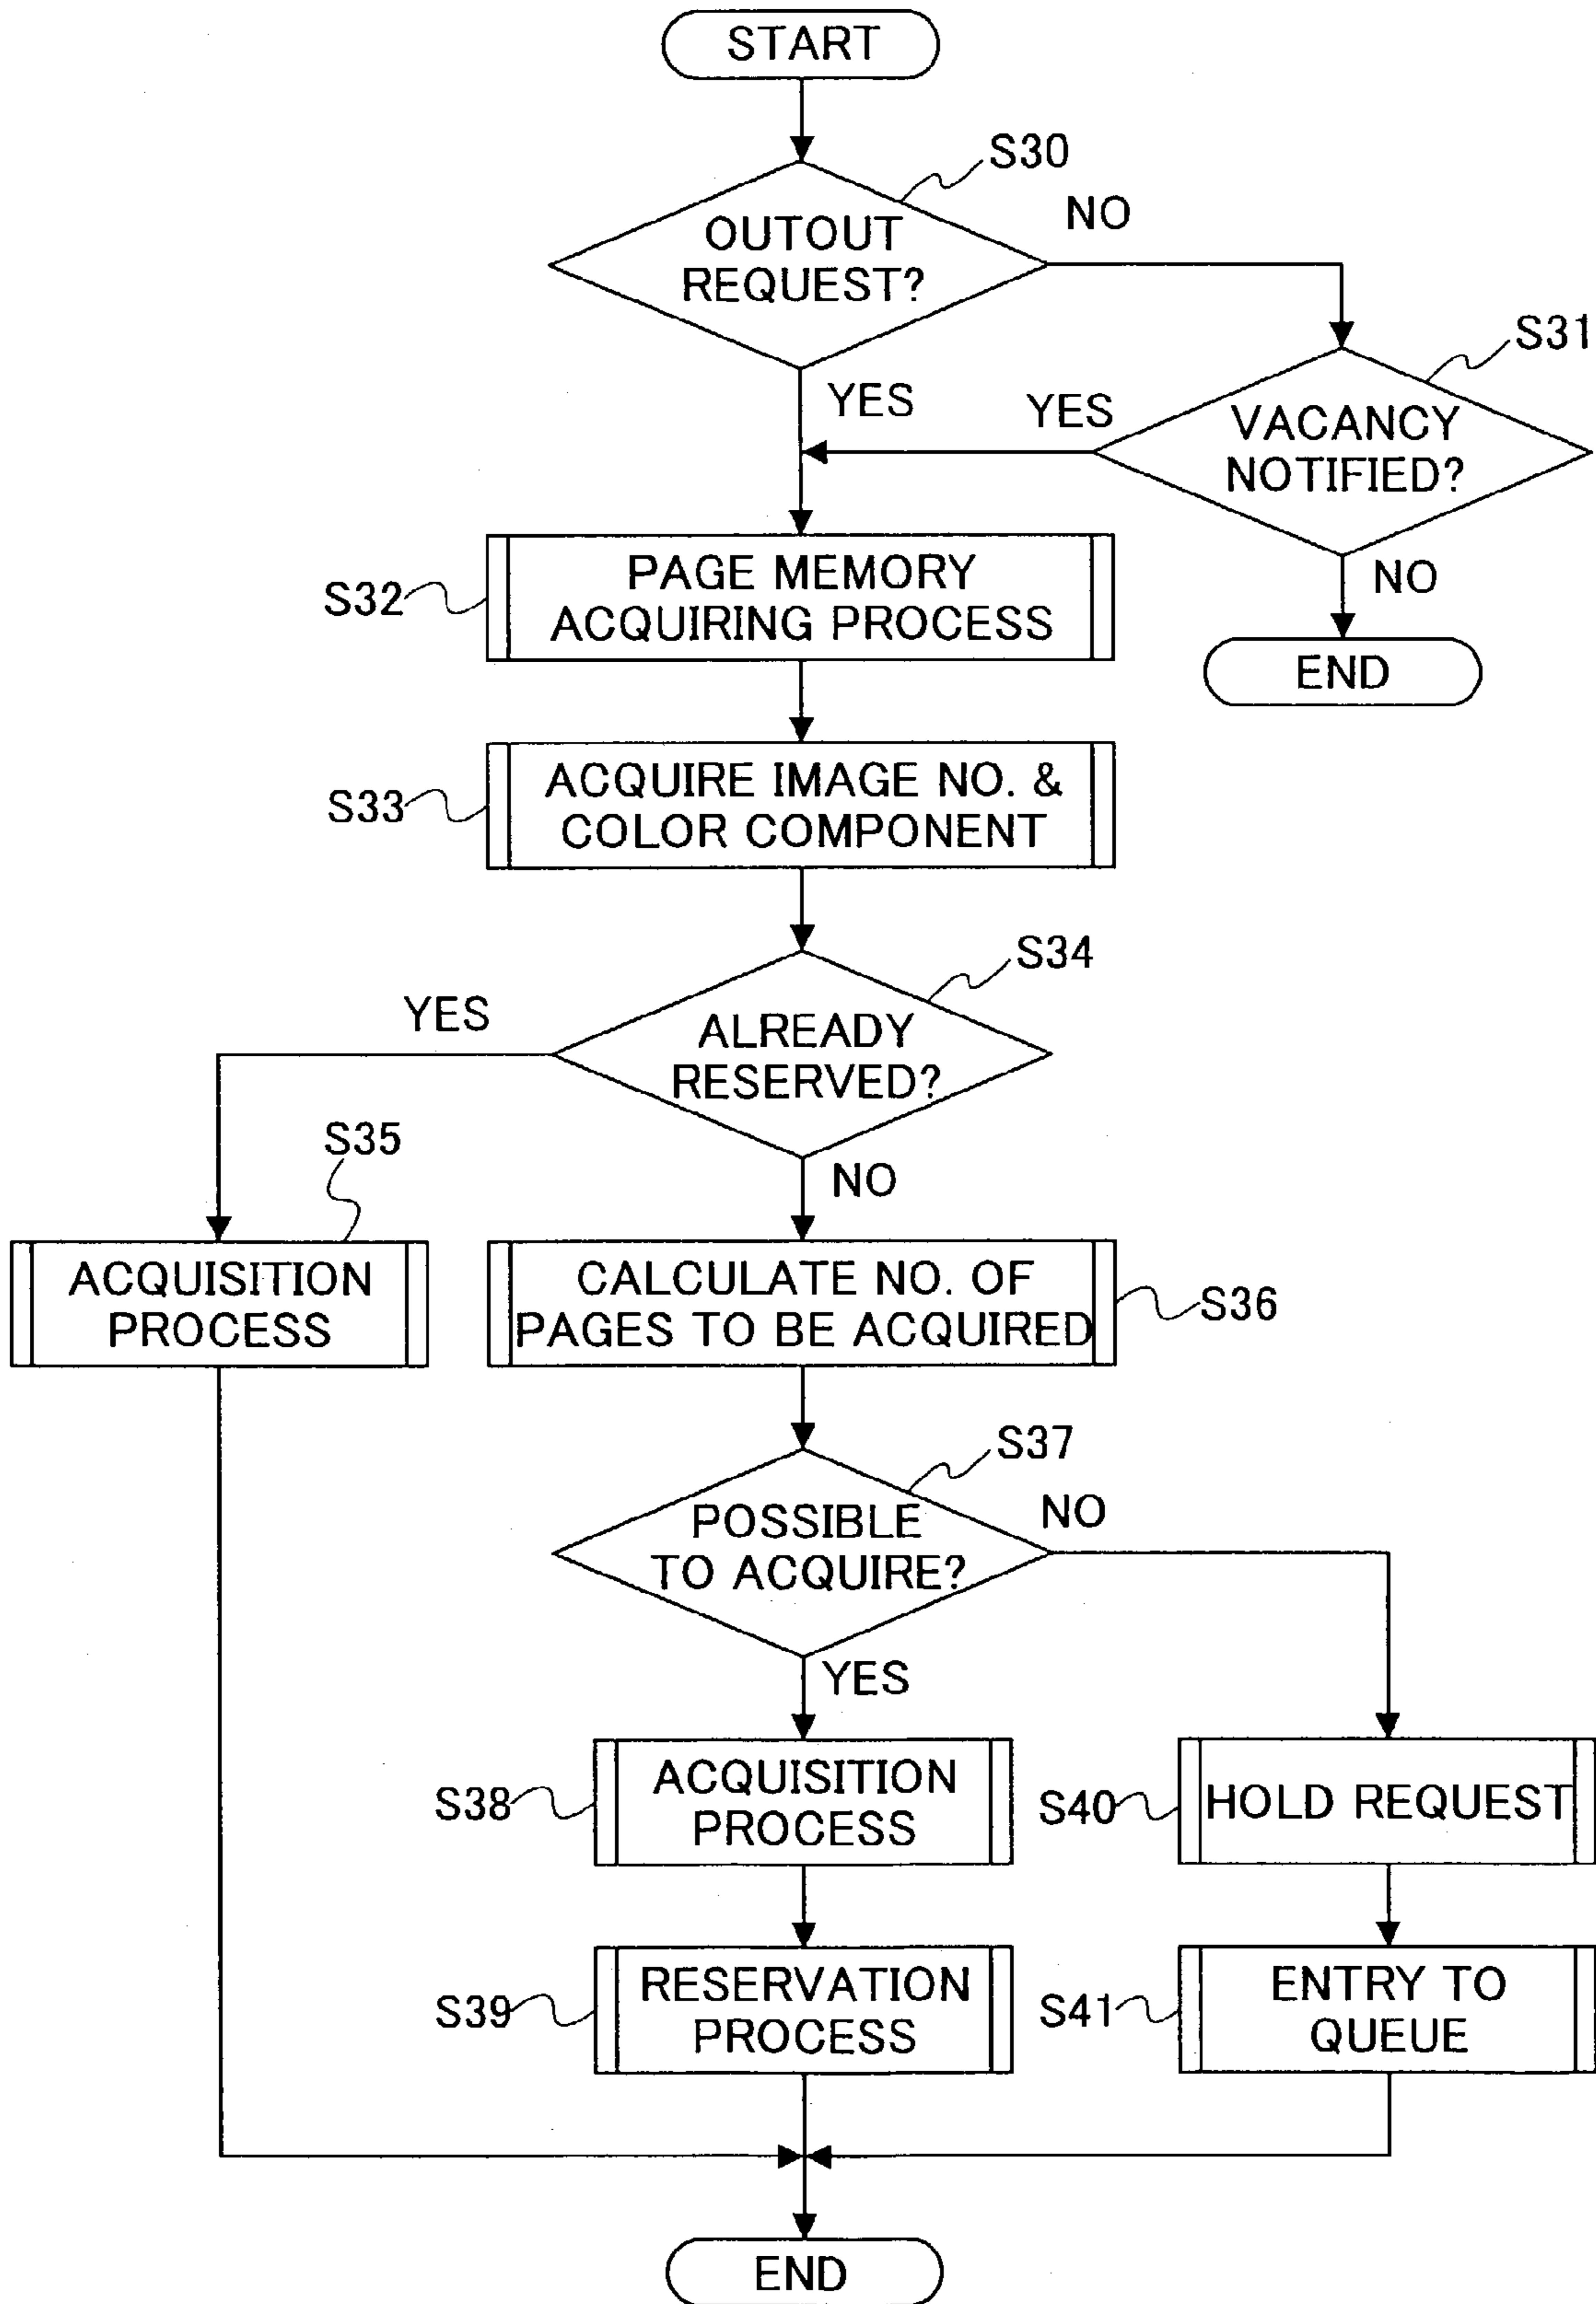 START
S30
NO
OUTOUT
REQUEST?
S31
YES
YES
VACANCY
NOTIFIED?
NO
S32
PAGE MEMORY
ACQUIRING PROCESS
END
S33
ACQUIRE IMAGE NO. &
COLOR COMPONENT
S34
YES
ALREADY
RESERVED?
NO
S35
ACQUISITION
PROCESS
CALCULATE NO. OF
PAGES TO BE ACQUIRED
S36
S37
NO
POSSIBLE
TO ACQUIRE?
YES
S38
ACQUISITION
PROCESS
S40
HOLD REQUEST
S39
RESERVATION
PROCESS
S41
ENTRY TO
QUEUE
END